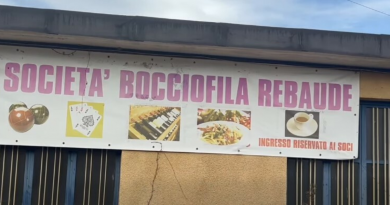 SOCIETA' BOCCIOFILA REBAUDE
INGRESSO RISERVATO AI SOCI